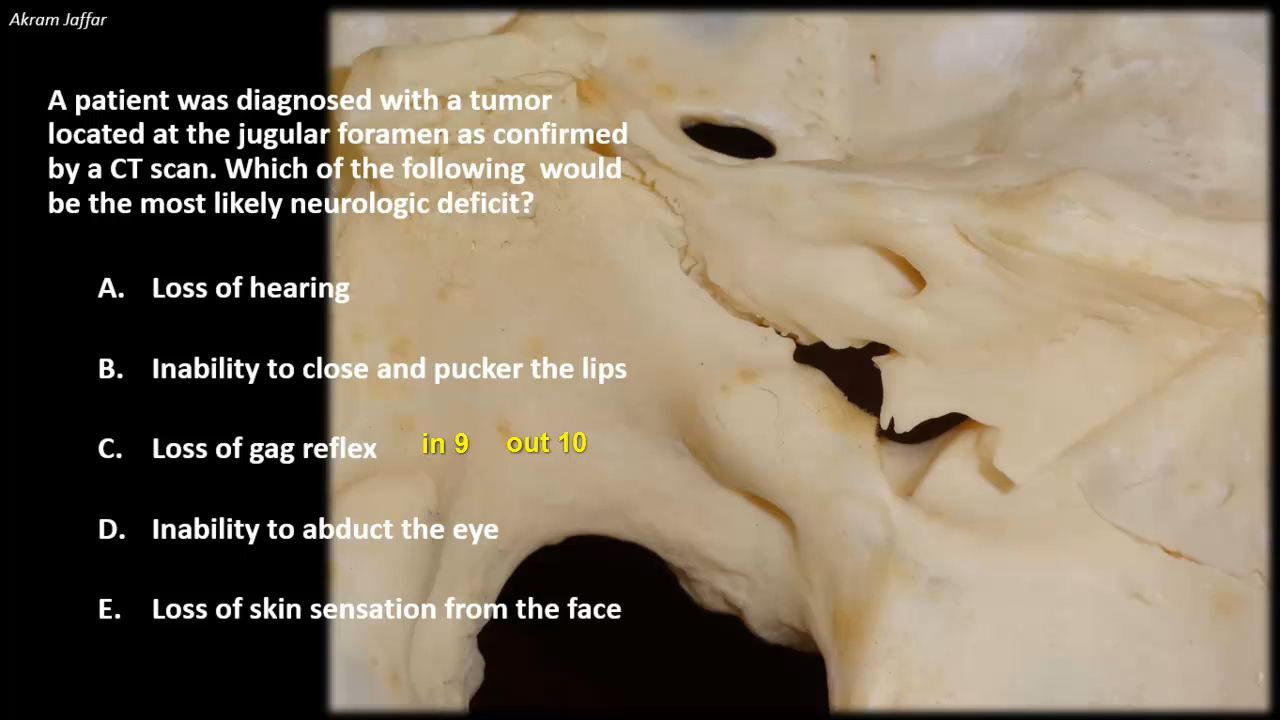 Akram Jaffar
A patient was diagnosed with a tumor
located at the jugular foramen as confirmed
by a CT scan. Which of the following would
be the most likely neurologic deficit?
A. Loss of hearing
B. Inability to close and pucker the lips
C. Loss of gag reflex in 9 out 10
D. Inability to abduct the eye
E. Loss of skin sensation from the face